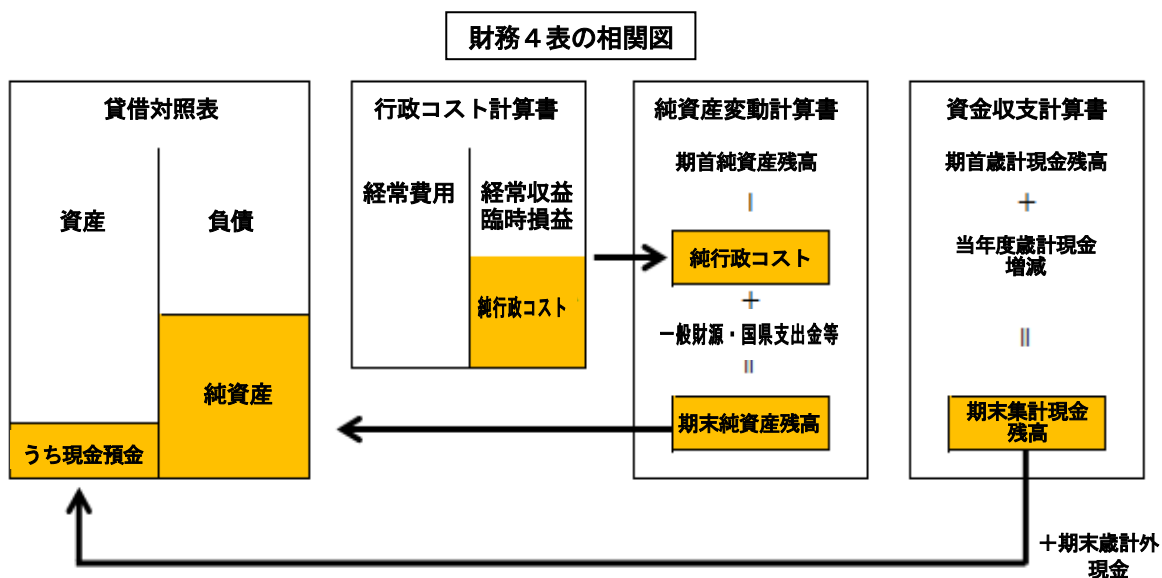 財務４表の相関図
貸借対照表
資産
負債
純資産
うち現金預金
行政コスト計算書
経常費用
経常収益
臨時損益
純行政コスト
純資産変動計算書
期首純資産残高
－
純行政コスト
＋
一般財源・国県支出金等
＝
期末純資産残高
資金収支計算書
期首歳計現金残高
＋
当年度歳計現金
増減
＝
期末集計現金
残高
＋期末歳計外
現金